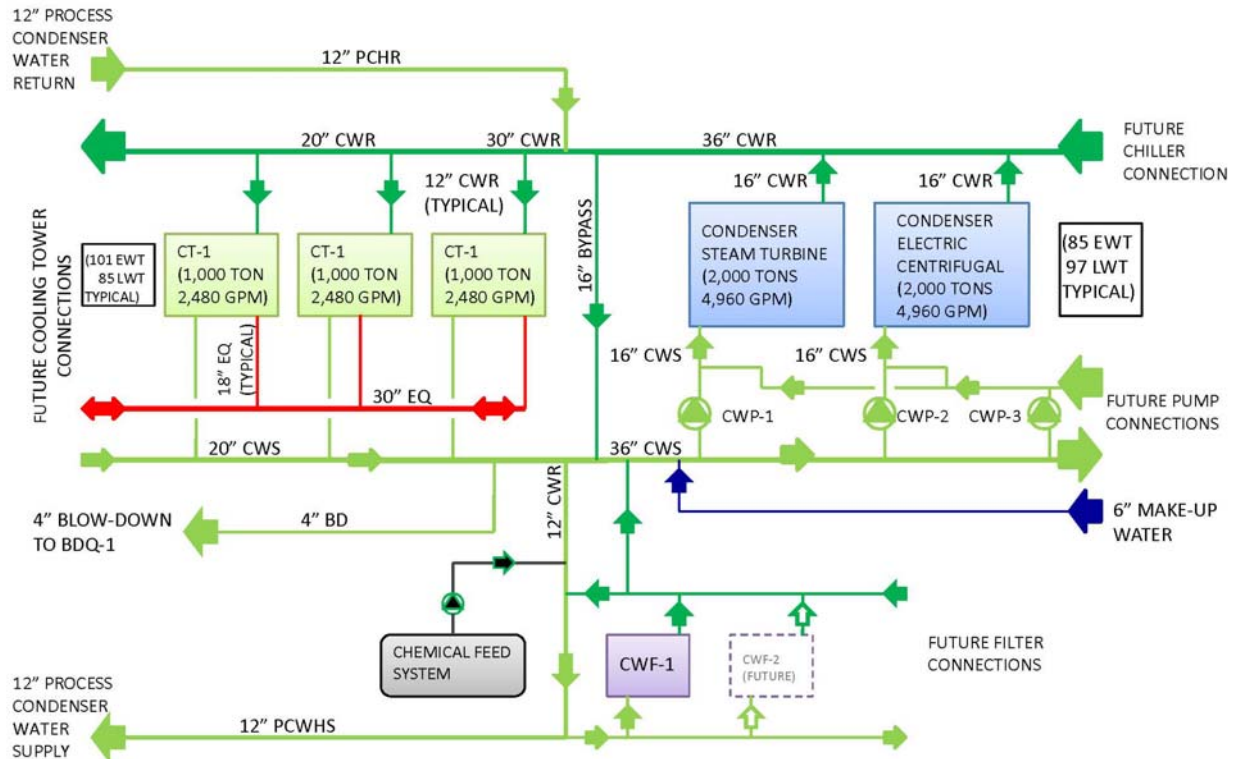 12” PROCESS
CONDENSER
WATER
RETURN
12” PCHR
20” CWR
30” CWR
36” CWR
FUTURE
CHILLER
CONNECTION
12” CWR
(TYPICAL)
16” CWR
16” CWR
FUTURE COOLING TOWER
CONNECTIONS
(101 EWT
85 LWT
TYPICAL)
CT-1
(1,000 TON
2,480 GPM)
CT-1
(1,000 TON
2,480 GPM)
CT-1
(1,000 TON
2,480 GPM)
16” BYPASS
CONDENSER
STEAM TURBINE
(2,000 TONS
4,960 GPM)
CONDENSER
ELECTRIC
CENTRIFUGAL
(2,000 TONS
4,960 GPM)
(85 EWT
97 LWT
TYPICAL)
18” EQ
(TYPICAL)
16” CWS
16” CWS
30” EQ
CWP-1
CWP-2
CWP-3
FUTURE PUMP
CONNECTIONS
20” CWS
36” CWS
12” CWR
4” BLOW-DOWN
TO BDQ-1
4” BD
6” MAKE-UP
WATER
CHEMICAL FEED
SYSTEM
CWF-1
CWF-2
(FUTURE)
FUTURE FILTER
CONNECTIONS
12” PROCESS
CONDENSER
WATER
SUPPLY
12” PCWHS